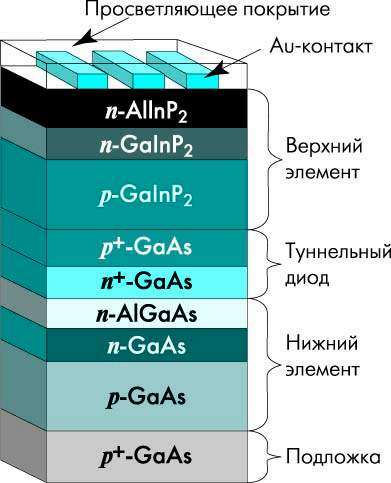 Просветляющее покрытие
Au-контакт
n-AlInP₂
n-GaInP₂
p-GaInP₂
Верхний
элемент
p⁺-GaAs
n⁺-GaAs
Туннельный
диод
n-AlGaAs
n-GaAs
p-GaAs
Нижний
элемент
p⁺-GaAs
Подложка